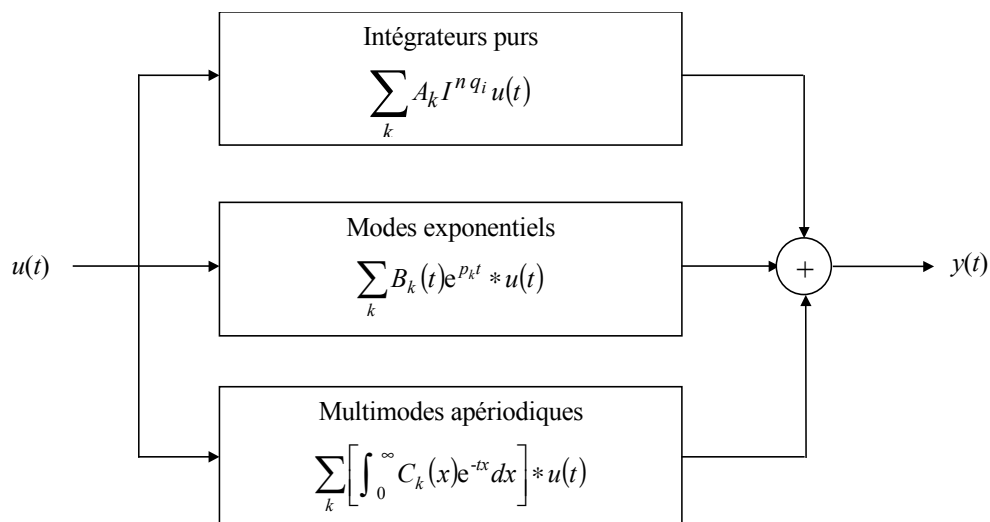 Intégrateurs purs
∑_k A_k I^{n q_i} u(t)
Modes exponentiels
u(t)
∑_k B_k(t) e^{p_k t} * u(t)
+
y(t)
Multimodes apériodiques
∑_k [∫_0^∞ C_k(x) e^{-tx} dx] * u(t)